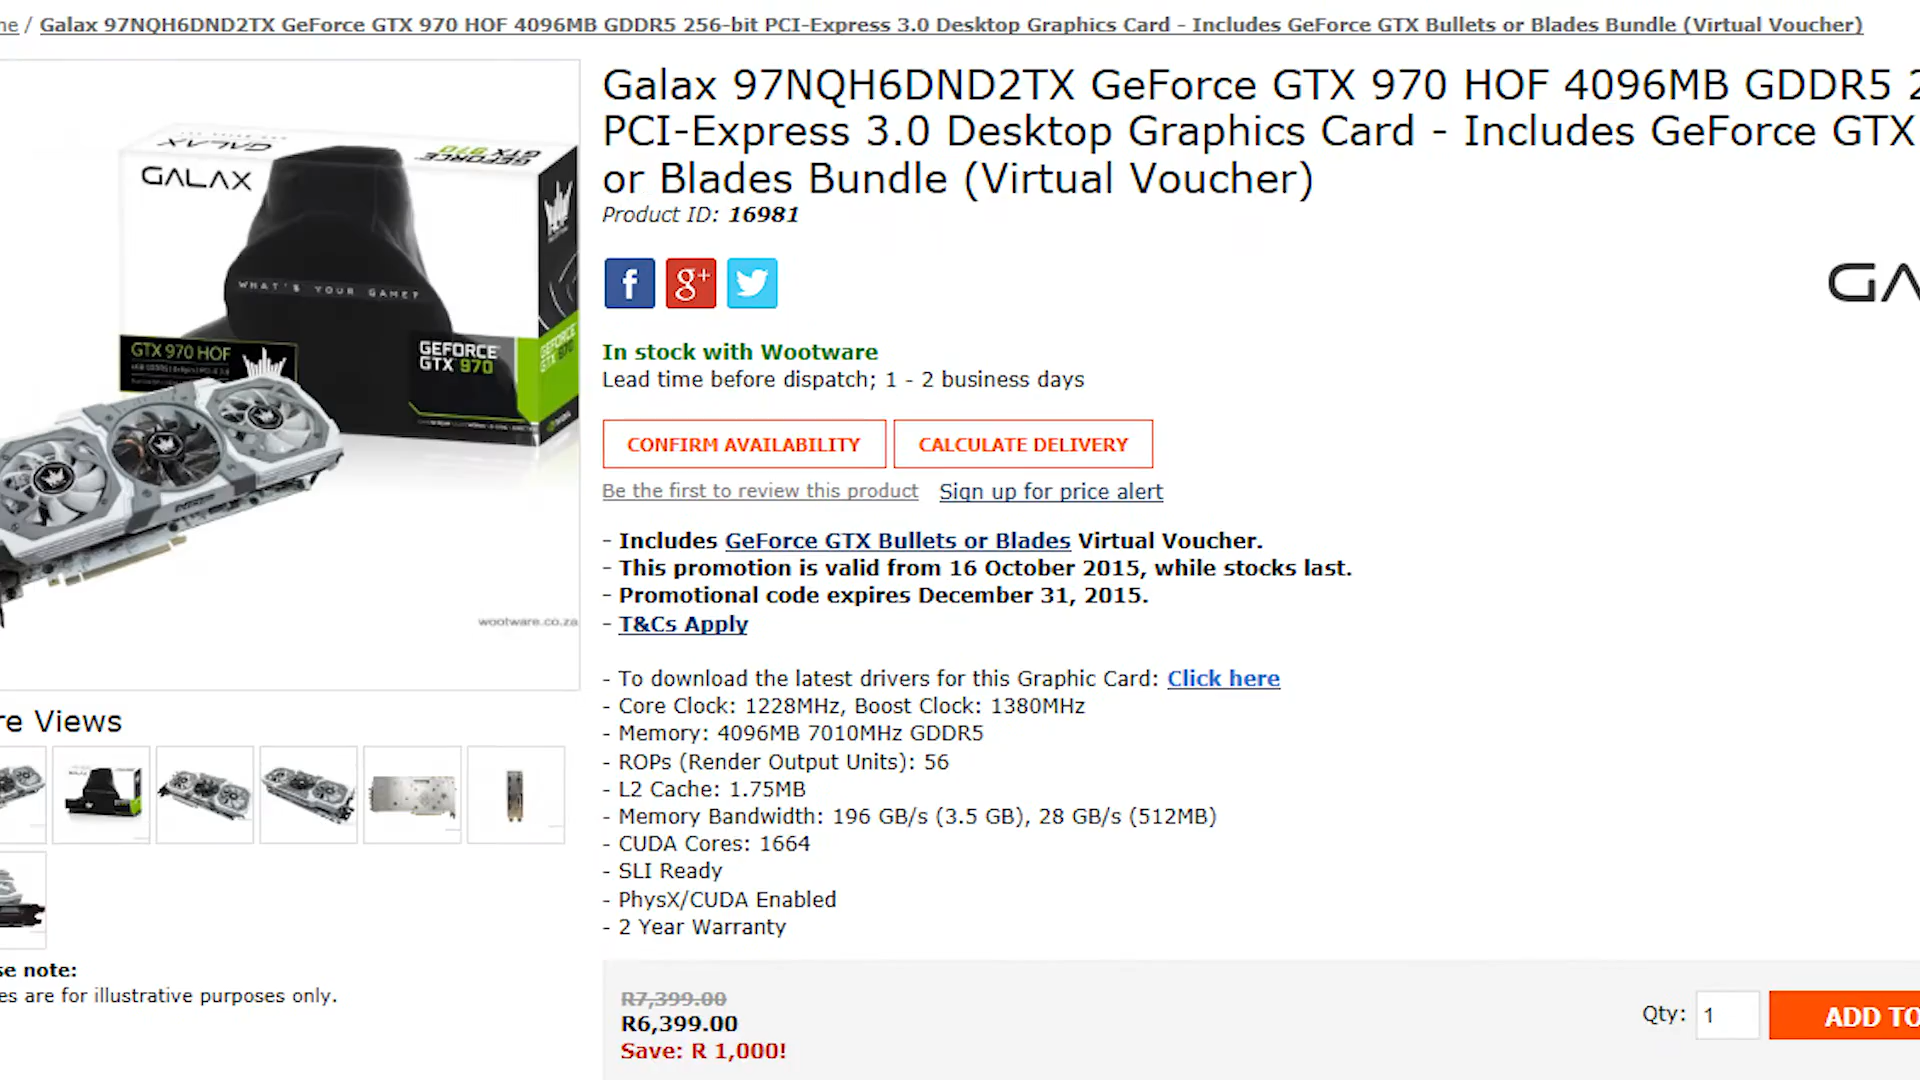 / Galax 97NQH6DND2TX GeForce GTX 970 HOF 4096MB GDDR5 256-bit PCI-Express 3.0 Desktop Graphics Card - Includes GeForce GTX Bullets or Blades Bundle (Virtual Voucher)
GALAX
GEFORCE GTX 970
GALAX
WHAT'S YOUR GAME?
GTX 970 HOF
GEFORCE
GTX 970
GEFORCE
GTX 970
wootware.co.za
re Views
se note:
es are for illustrative purposes only.
Galax 97NQH6DND2TX GeForce GTX 970 HOF 4096MB GDDR5 2
PCI-Express 3.0 Desktop Graphics Card - Includes GeForce GTX
or Blades Bundle (Virtual Voucher)
Product ID: 16981
f g+
GA
In stock with Wootware
Lead time before dispatch; 1 - 2 business days
CONFIRM AVAILABILITY CALCULATE DELIVERY
Be the first to review this product Sign up for price alert
- Includes GeForce GTX Bullets or Blades Virtual Voucher.
- This promotion is valid from 16 October 2015, while stocks last.
- Promotional code expires December 31, 2015.
- T&Cs Apply
- To download the latest drivers for this Graphic Card: Click here
- Core Clock: 1228MHz, Boost Clock: 1380MHz
- Memory: 4096MB 7010MHz GDDR5
- ROPs (Render Output Units): 56
- L2 Cache: 1.75MB
- Memory Bandwidth: 196 GB/s (3.5 GB), 28 GB/s (512MB)
- CUDA Cores: 1664
- SLI Ready
- PhysX/CUDA Enabled
- 2 Year Warranty
R7,399.00
R6,399.00
Save: R 1,000!
Qty: 1 ADD TO